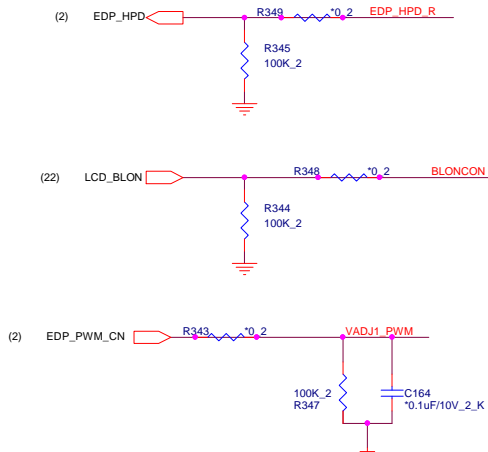 (2) EDP_HPD R349 *0_2 EDP_HPD_R
R345
100K_2
(22) LCD_BLON R348 *0_2 BLONCON
R344
100K_2
(2) EDP_PWM_CN R343 *0_2 VADJ1_PWM
100K_2 C164
R347 *0.1uF/10V_2_K